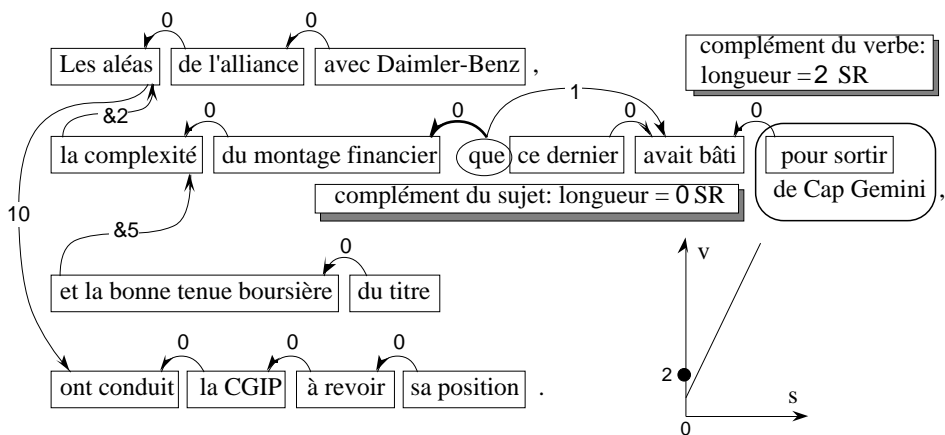 0 0
Les aléas de l'alliance avec Daimler-Benz ,
complément du verbe:
longueur = 2 SR
&2 0 0 1 0 0
la complexité du montage financier que ce dernier avait bâti pour sortir
de Cap Gemini ,
complément du sujet: longueur = 0 SR
10
&5
0
et la bonne tenue boursière du titre
0 0 0
ont conduit la CGIP à revoir sa position .
v
2
s
0